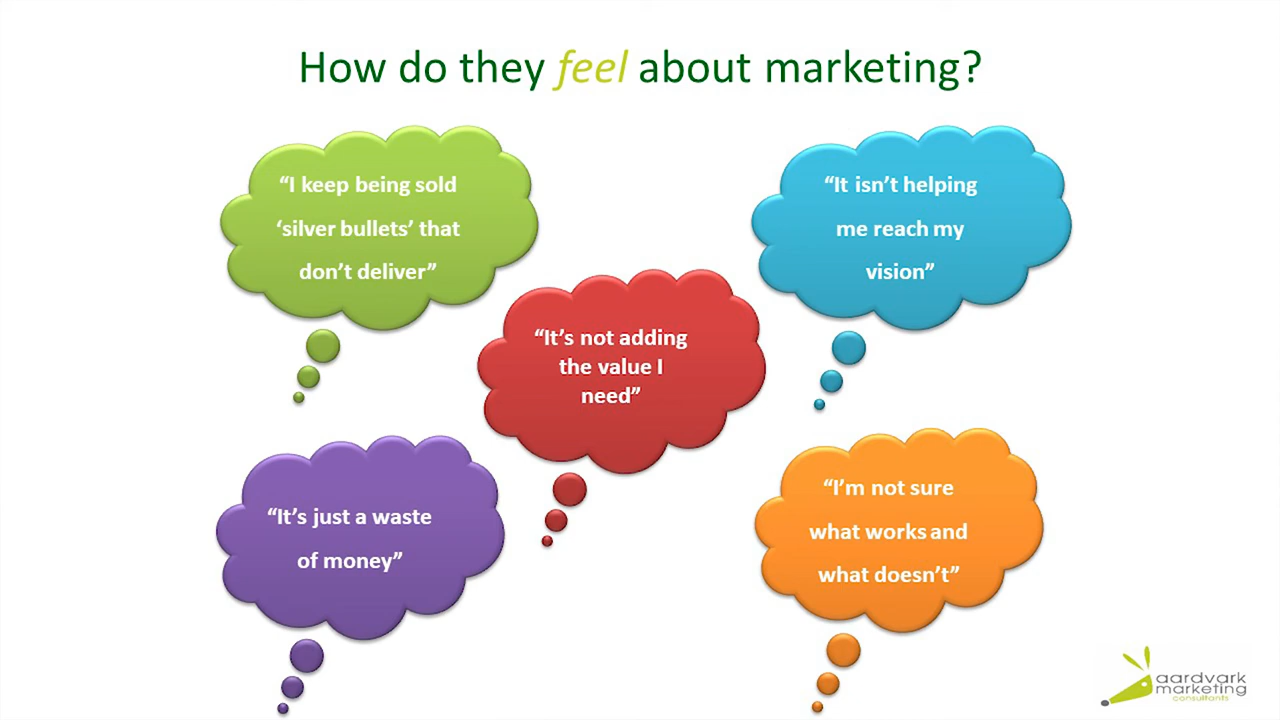 How do they feel about marketing?
“I keep being sold
‘silver bullets’ that
don’t deliver”
“It isn’t helping
me reach my
vision”
“It’s not adding
the value I
need”
“It’s just a waste
of money”
“I’m not sure
what works and
what doesn’t”
aardvark
marketing
consultants